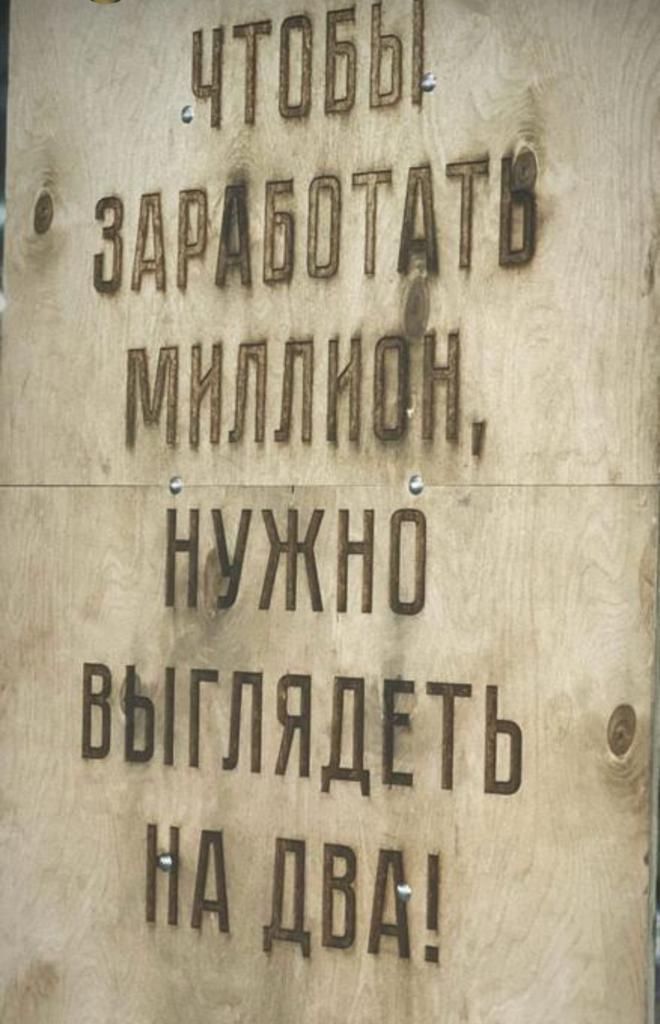 ЧТОБЫ
ЗАРАБОТАТЬ
МИЛЛИОН,
НУЖНО
ВЫГЛЯДЕТЬ
НА ДВА!